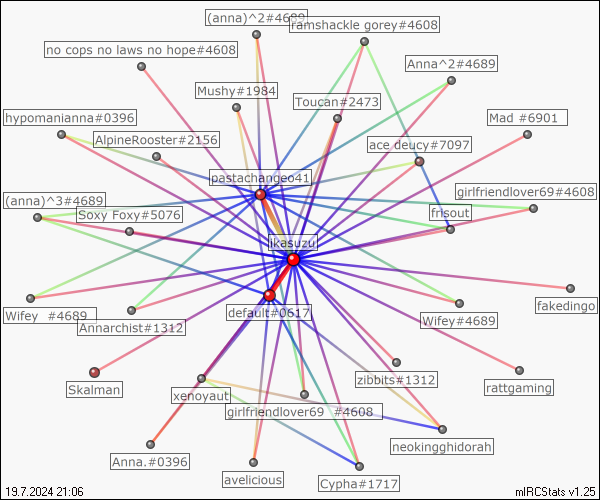 (anna)^2#4689
ramshackle gorey#4608
no cops no laws no hope#4608
Anna^2#4689
Mushy#1984
Toucan#2473
hypomanianna#0396
Mad #6901
AlpineRooster#2156
ace deucy#7097
pastachangeo41
girlfriendlover69#4608
(anna)^3#4689
Soxy Foxy#5076
frisout
ikasuzu
fakedingo
Wifey #4689
Annarchist#1312
default#0617
Wifey#4689
Skalman
zibbits#1312
rattgaming
xenoyaut
girlfriendlover69 #4608
neokingghidorah
Anna.#0396
avelicious
Cypha#1717
19.7.2024 21:06
mIRCStats v1.25